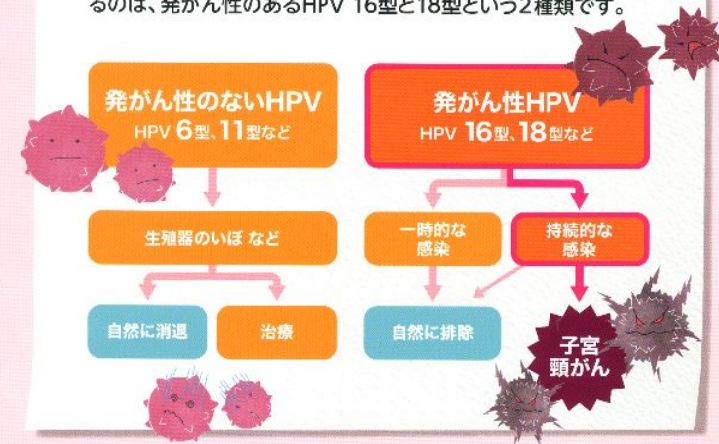 るのは、発がん性のあるHPV 16型と18型という2種類です。
発がん性のないHPV
HPV 6型、11型など
発がん性HPV
HPV 16型、18型など
生殖器のいぼ など
一時的な
感染
持続的な
感染
自然に消退
治療
自然に排除
子宮
頸がん